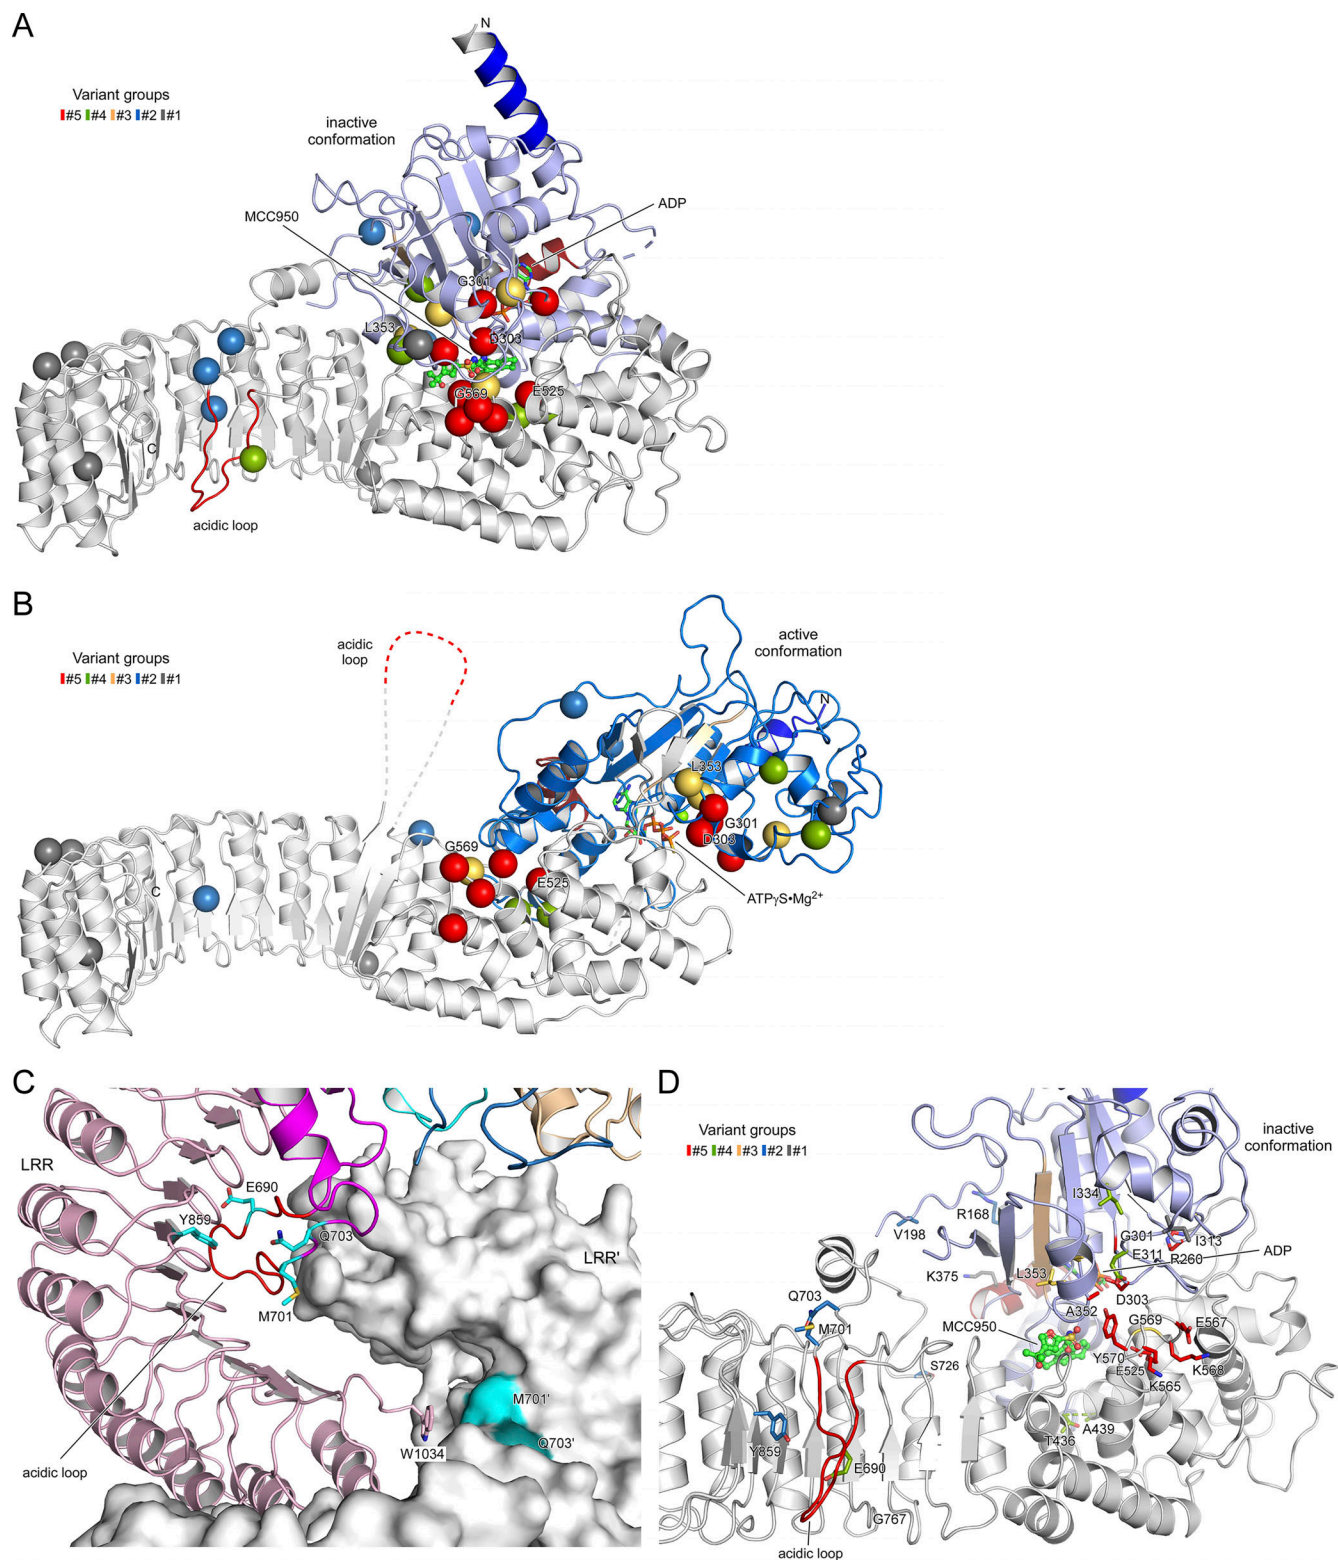 A
N
Variant groups
#5 #4 #3 #2 #1
inactive
conformation
MCC950
ADP
G301
L353
D303
G569
E525
C
acidic loop
B
acidic
loop
active
conformation
Variant groups
#5 #4 #3 #2 #1
N
L353
G301
D303
G569
E525
C
ATPγS•Mg²⁺
C
LRR
E690
Y859
Q703
LRR'
M701
M701'
Q703'
W1034
acidic loop
D
Variant groups
#5 #4 #3 #2 #1
inactive
conformation
I334
R168
V198
G301
I313
E311
R260
ADP
K375
L353
D303
A352
Q703
MCC950
G569
E567
M701
Y570
S726
E525
K568
K565
A439
T436
Y859
E690
G767
acidic loop